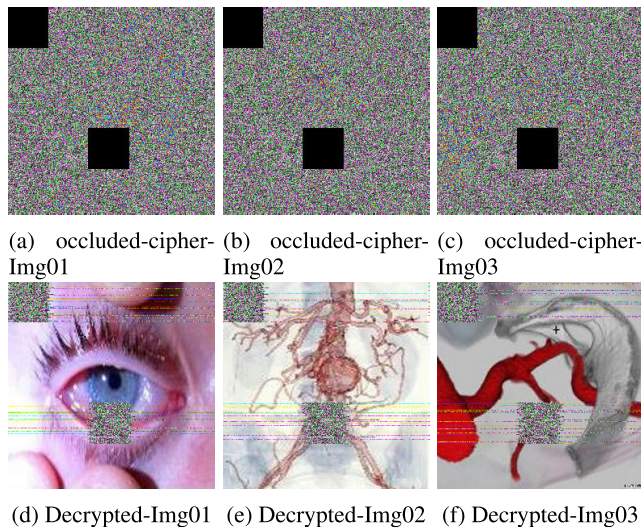 (a) occluded-cipher-Img01
(b) occluded-cipher-Img02
(c) occluded-cipher-Img03
(d) Decrypted-Img01
(e) Decrypted-Img02
(f) Decrypted-Img03